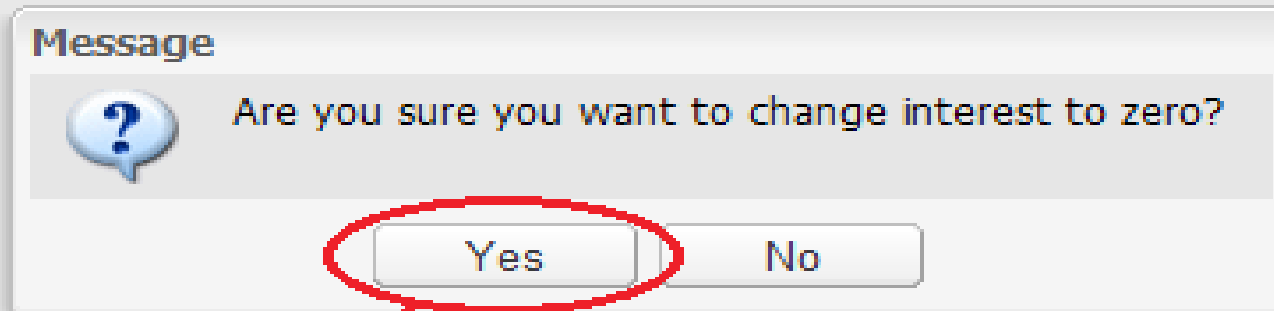 Message
Are you sure you want to change interest to zero?
Yes No